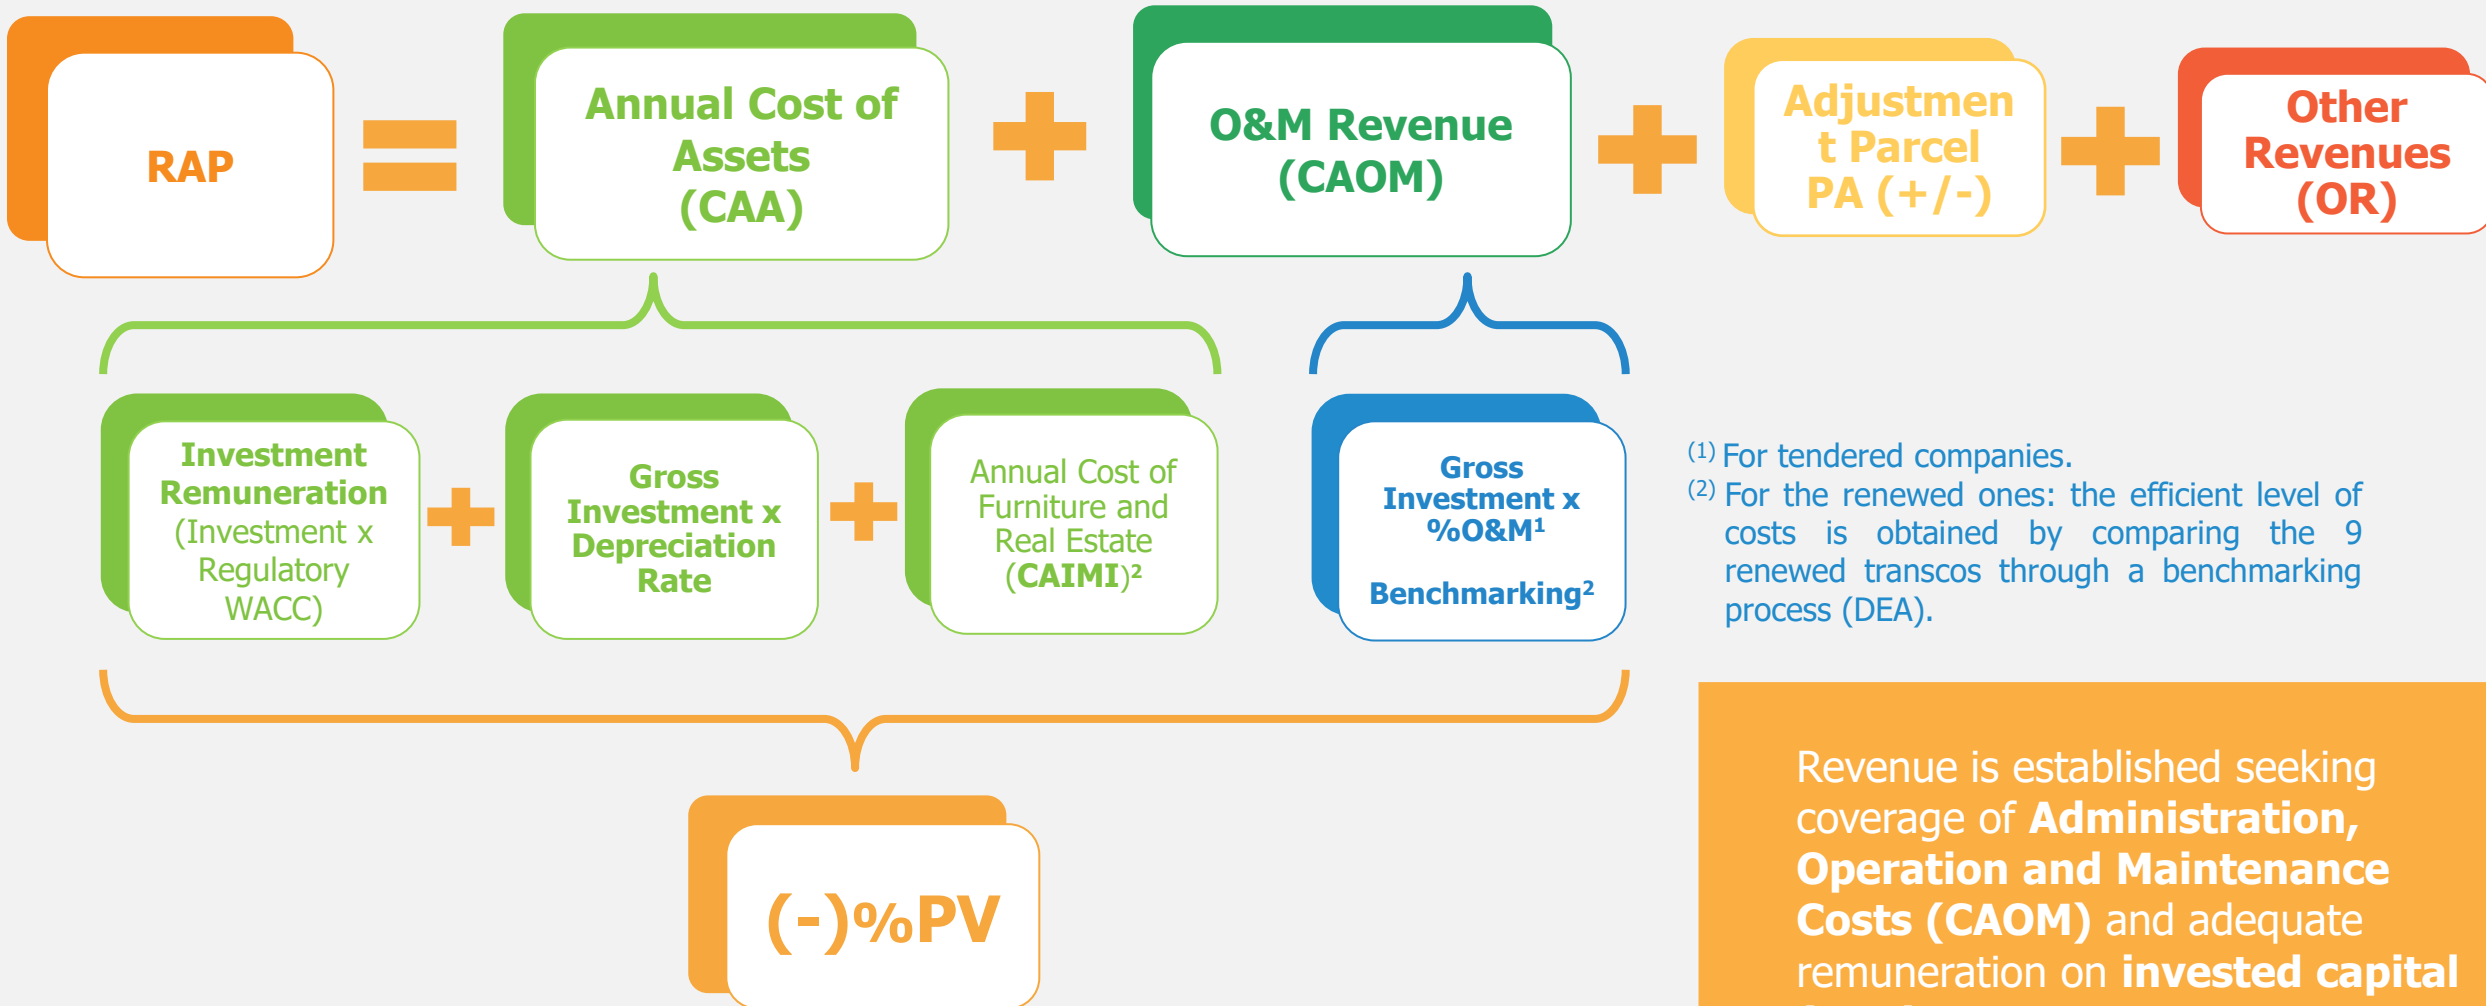 RAP
Annual Cost of
Assets
(CAA)
O&M Revenue
(CAOM)
Adjustmen
t Parcel
PA (+/-)
Other
Revenues
(OR)
Investment
Remuneration
(Investment x
Regulatory
WACC)
Gross
Investment x
Depreciation
Rate
Annual Cost of
Furniture and
Real Estate
(CAIMI)²
Gross
Investment x
%O&M¹
Benchmarking²
(1) For tendered companies.
(2) For the renewed ones: the efficient level of
costs is obtained by comparing the 9
renewed transcos through a benchmarking
process (DEA).
(-)%PV
Revenue is established seeking
coverage of Administration,
Operation and Maintenance
Costs (CAOM) and adequate
remuneration on invested capital